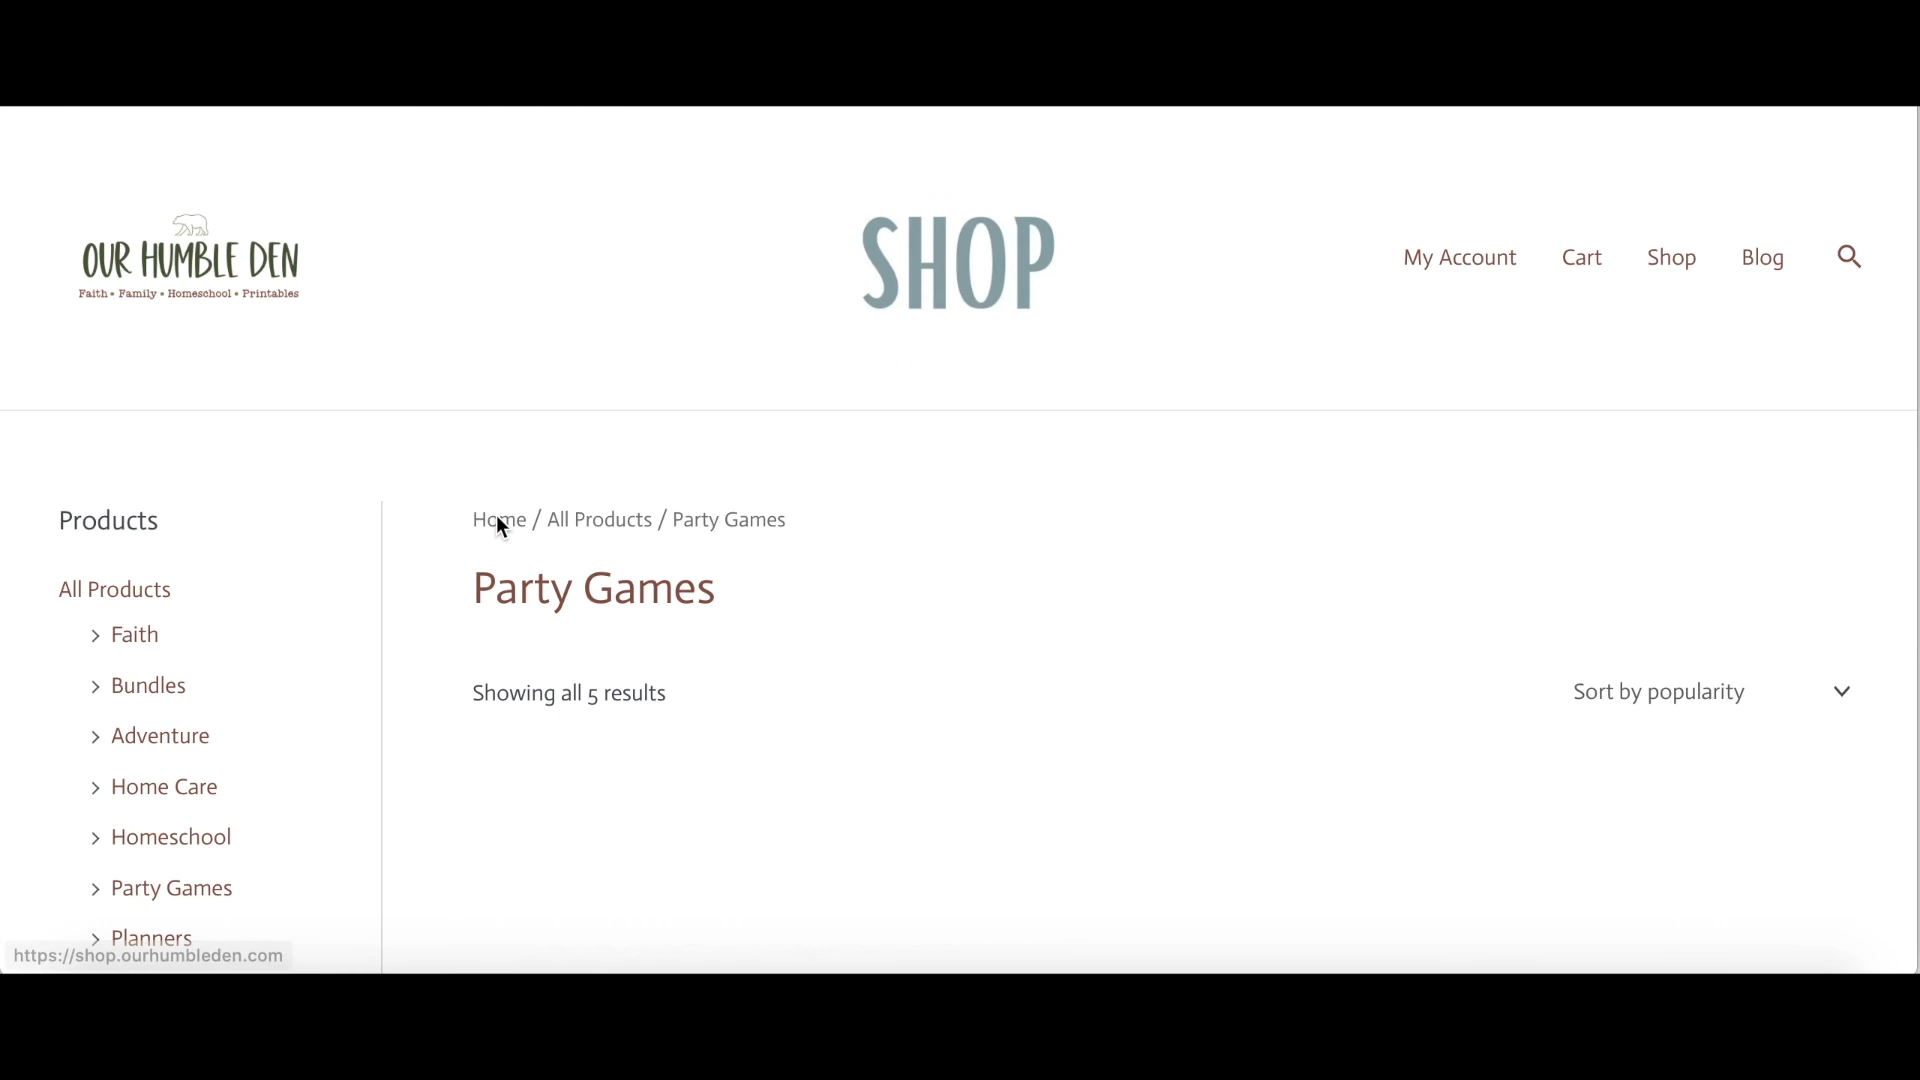 OUR HUMBLE DEN
Faith • Family • Homeschool • Printables
SHOP
My Account
Cart
Shop
Blog
Products
All Products
Faith
Bundles
Adventure
Home Care
Homeschool
Party Games
Planners
Home / All Products / Party Games
Party Games
Showing all 5 results
Sort by popularity
https://shop.ourhumbleden.com